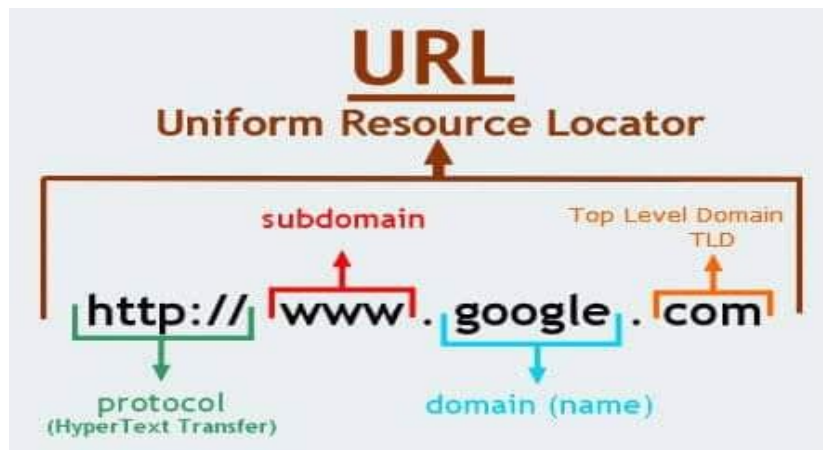 URL
Uniform Resource Locator
subdomain
Top Level Domain
TLD
http:// www . google . com
protocol
(HyperText Transfer)
domain (name)